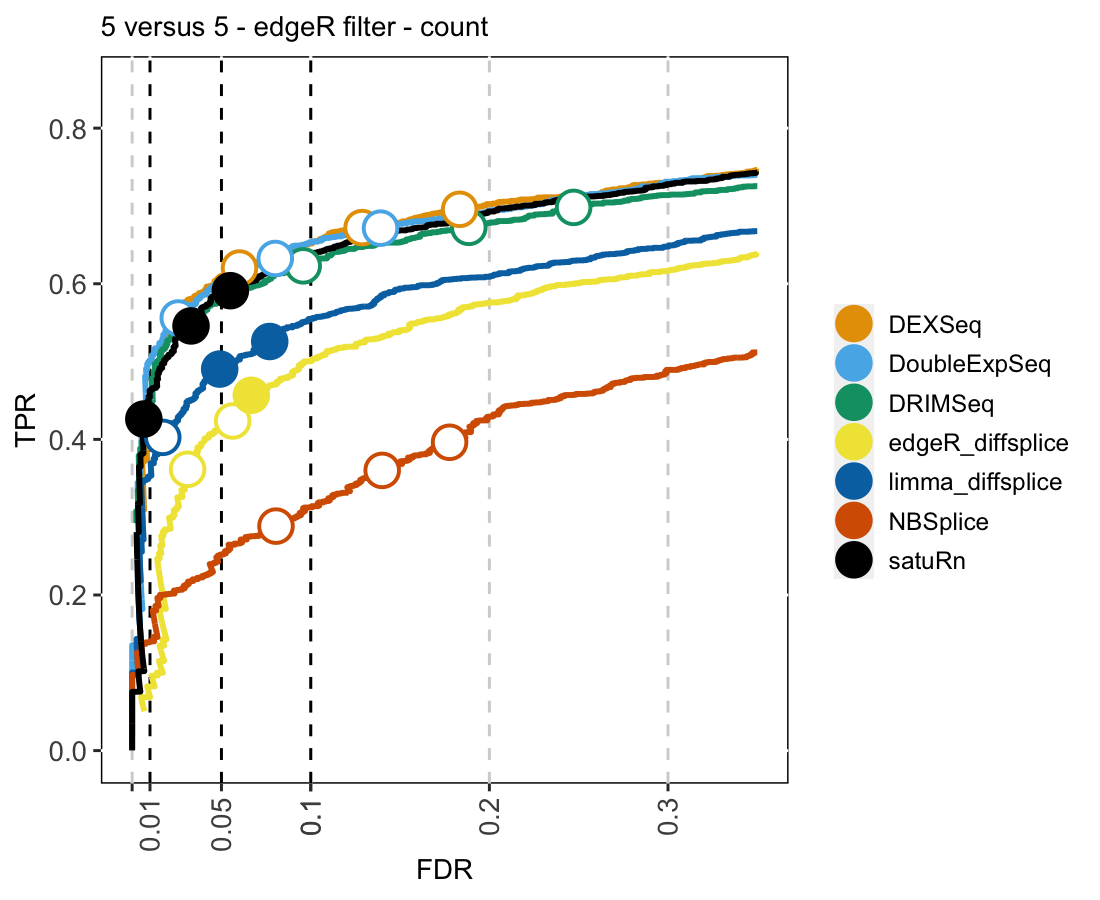 5 versus 5 - edgeR filter - count
TPR
0.8
0.6
0.4
0.2
0.0
0.01
0.05
0.1
0.2
0.3
FDR
DEXSeq
DoubleExpSeq
DRIMSeq
edgeR_diffsplice
limma_diffsplice
NBSplice
satuRn